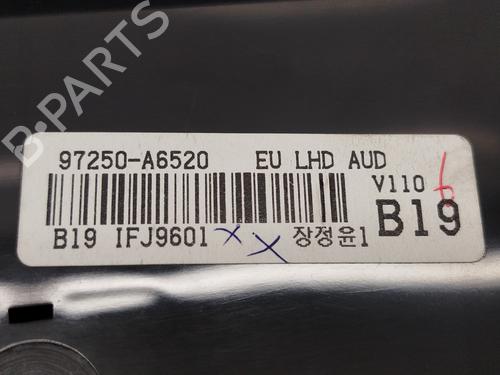 B-PARTS
97250-A6520 EU LHD AUD
V110
B19 IFJ9601 장정윤1 B19